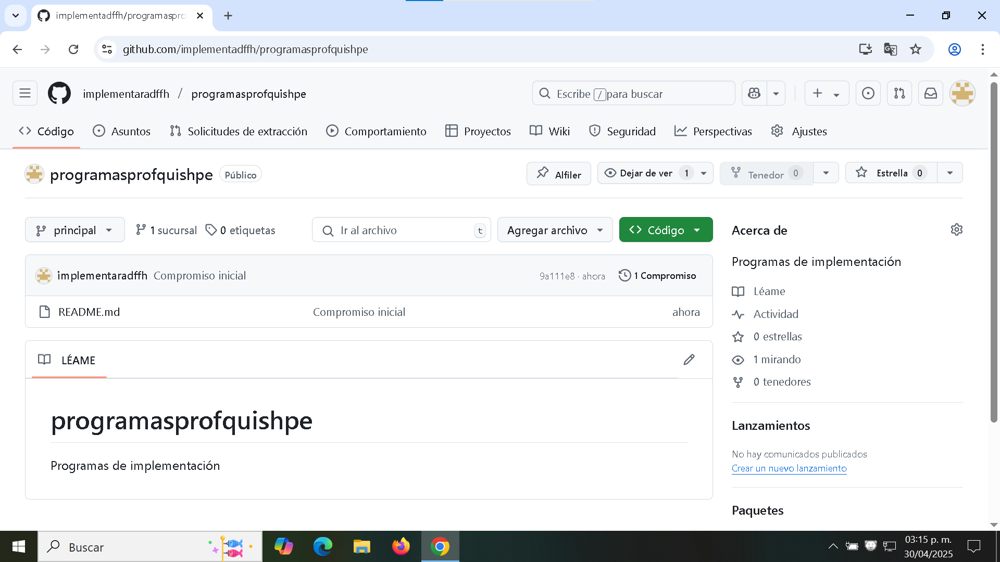 implementadffh/programaspro
github.com/implementadffh/programasprofquishpe
implementaradffh / programasprofquishpe
Escribe / para buscar
Código
Asuntos
Solicitudes de extracción
Comportamiento
Proyectos
Wiki
Seguridad
Perspectivas
Ajustes
programasprofquishpe
Público
Alfiler
Dejar de ver 1
Tenedor 0
Estrella 0
principal
1 sucursal
0 etiquetas
Ir al archivo
t
Agregar archivo
Código
implementaradffh Compromiso inicial
9a111e8 · ahora
1 Compromiso
README.md
Compromiso inicial
ahora
LÉAME
programasprofquishpe
Programas de implementación
Acerca de
Programas de implementación
Léame
Actividad
0 estrellas
1 mirando
0 tenedores
Lanzamientos
No hay comunicados publicados
Crear un nuevo lanzamiento
Paquetes
Buscar
03:15 p. m.
30/04/2025